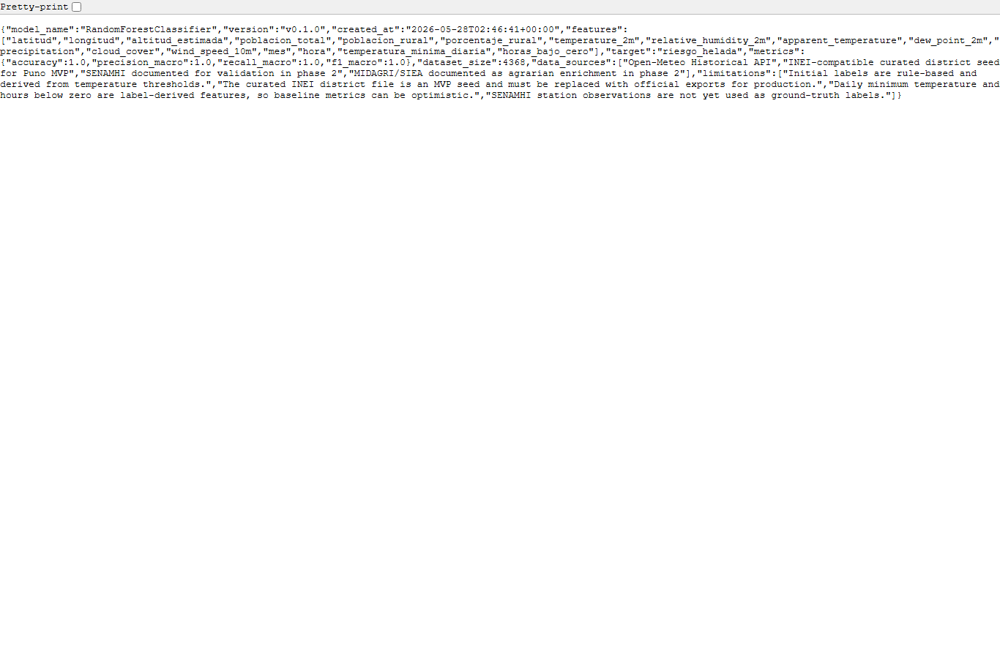 Pretty-print
{"model_name":"RandomForestClassifier","version":"v0.1.0","created_at":"2026-05-28T02:46:41+00:00","features":
["latitud","longitud","altitud_estimada","poblacion_total","poblacion_rural","porcentaje_rural","temperature_2m","relative_humidity_2m","apparent_temperature","dew_point_2m","
precipitation","cloud_cover","wind_speed_10m","mes","hora","temperatura_minima_diaria","horas_bajo_cero"],"target":"riesgo_helada","metrics":
{"accuracy":1.0,"precision_macro":1.0,"recall_macro":1.0,"f1_macro":1.0},"dataset_size":4368,"data_sources":["Open-Meteo Historical API","INEI-compatible curated district seed
for Puno MVP","SENAMHI documented for validation in phase 2","MIDAGRI/SIEA documented as agrarian enrichment in phase 2"],"limitations":["Initial labels are rule-based and
derived from temperature thresholds.","The curated INEI district file is an MVP seed and must be replaced with official exports for production.","Daily minimum temperature and
hours below zero are label-derived features, so baseline metrics can be optimistic.","SENAMHI station observations are not yet used as ground-truth labels."]}